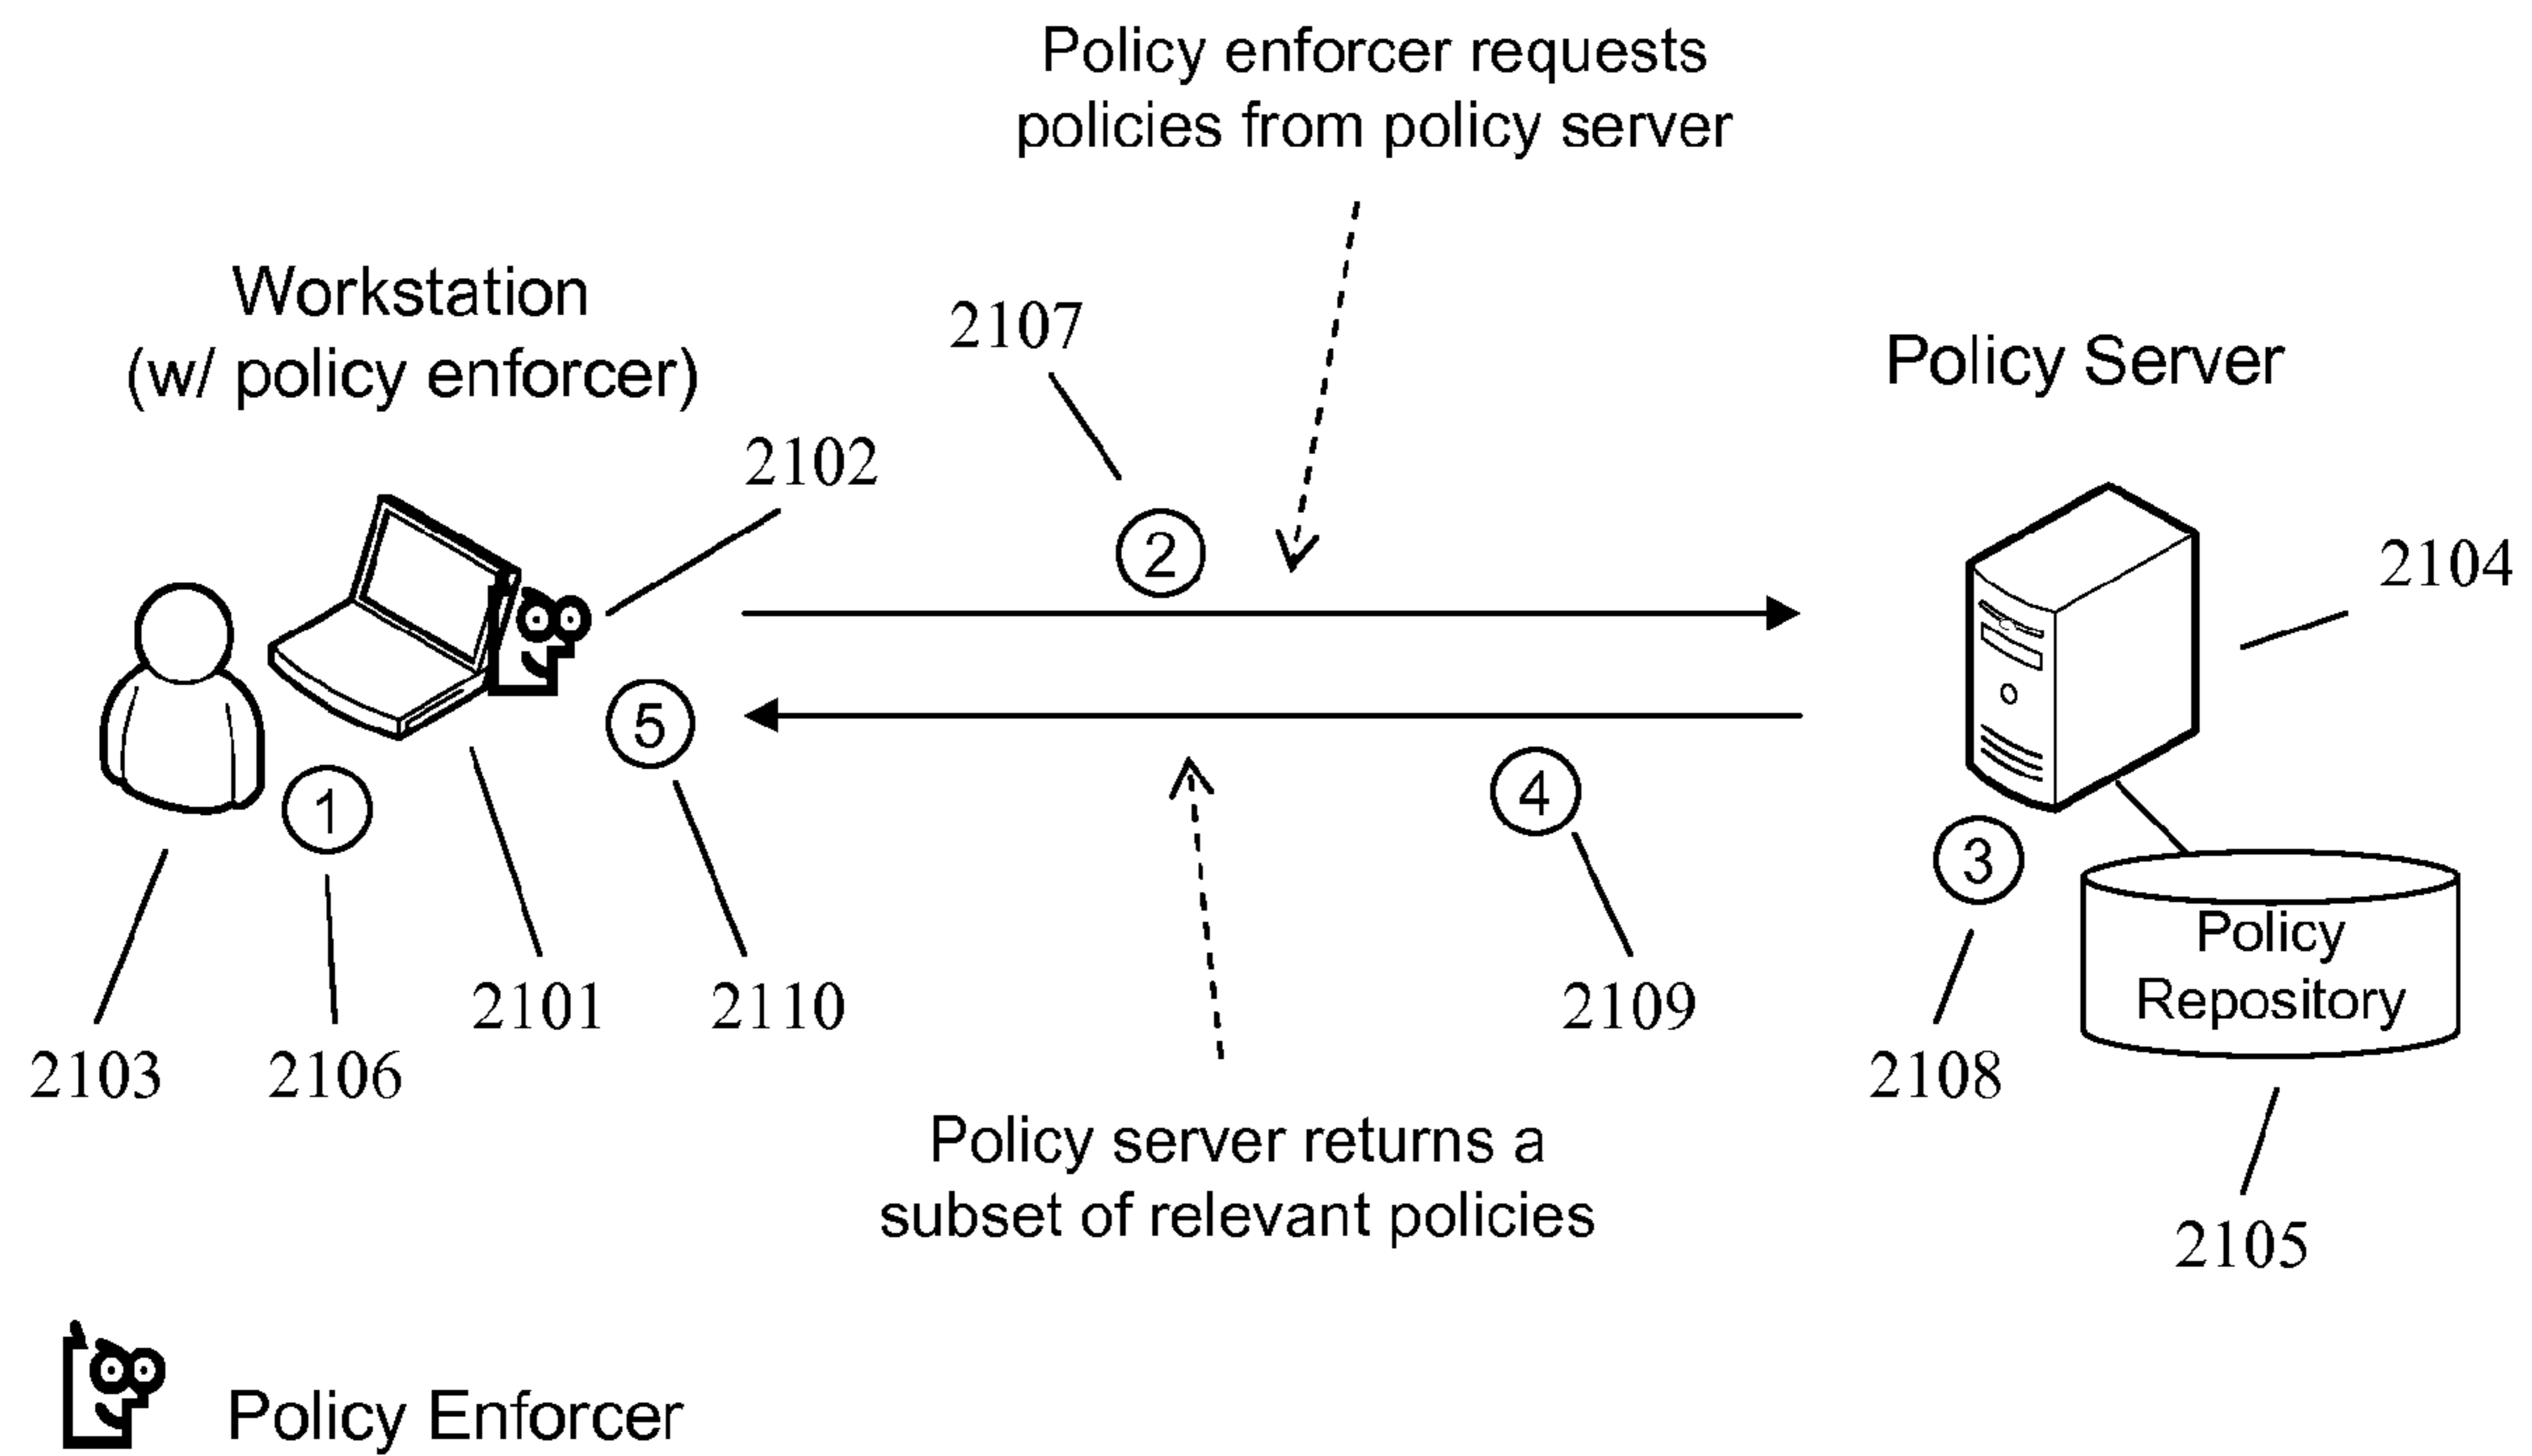 Policy enforcer requests
policies from policy server
Workstation
(w/ policy enforcer)
2107
Policy Server
2102
2
2104
5
1
4
3
Policy
Repository
2101
2110
2109
2103
2106
2108
Policy server returns a
subset of relevant policies
2105
Policy Enforcer